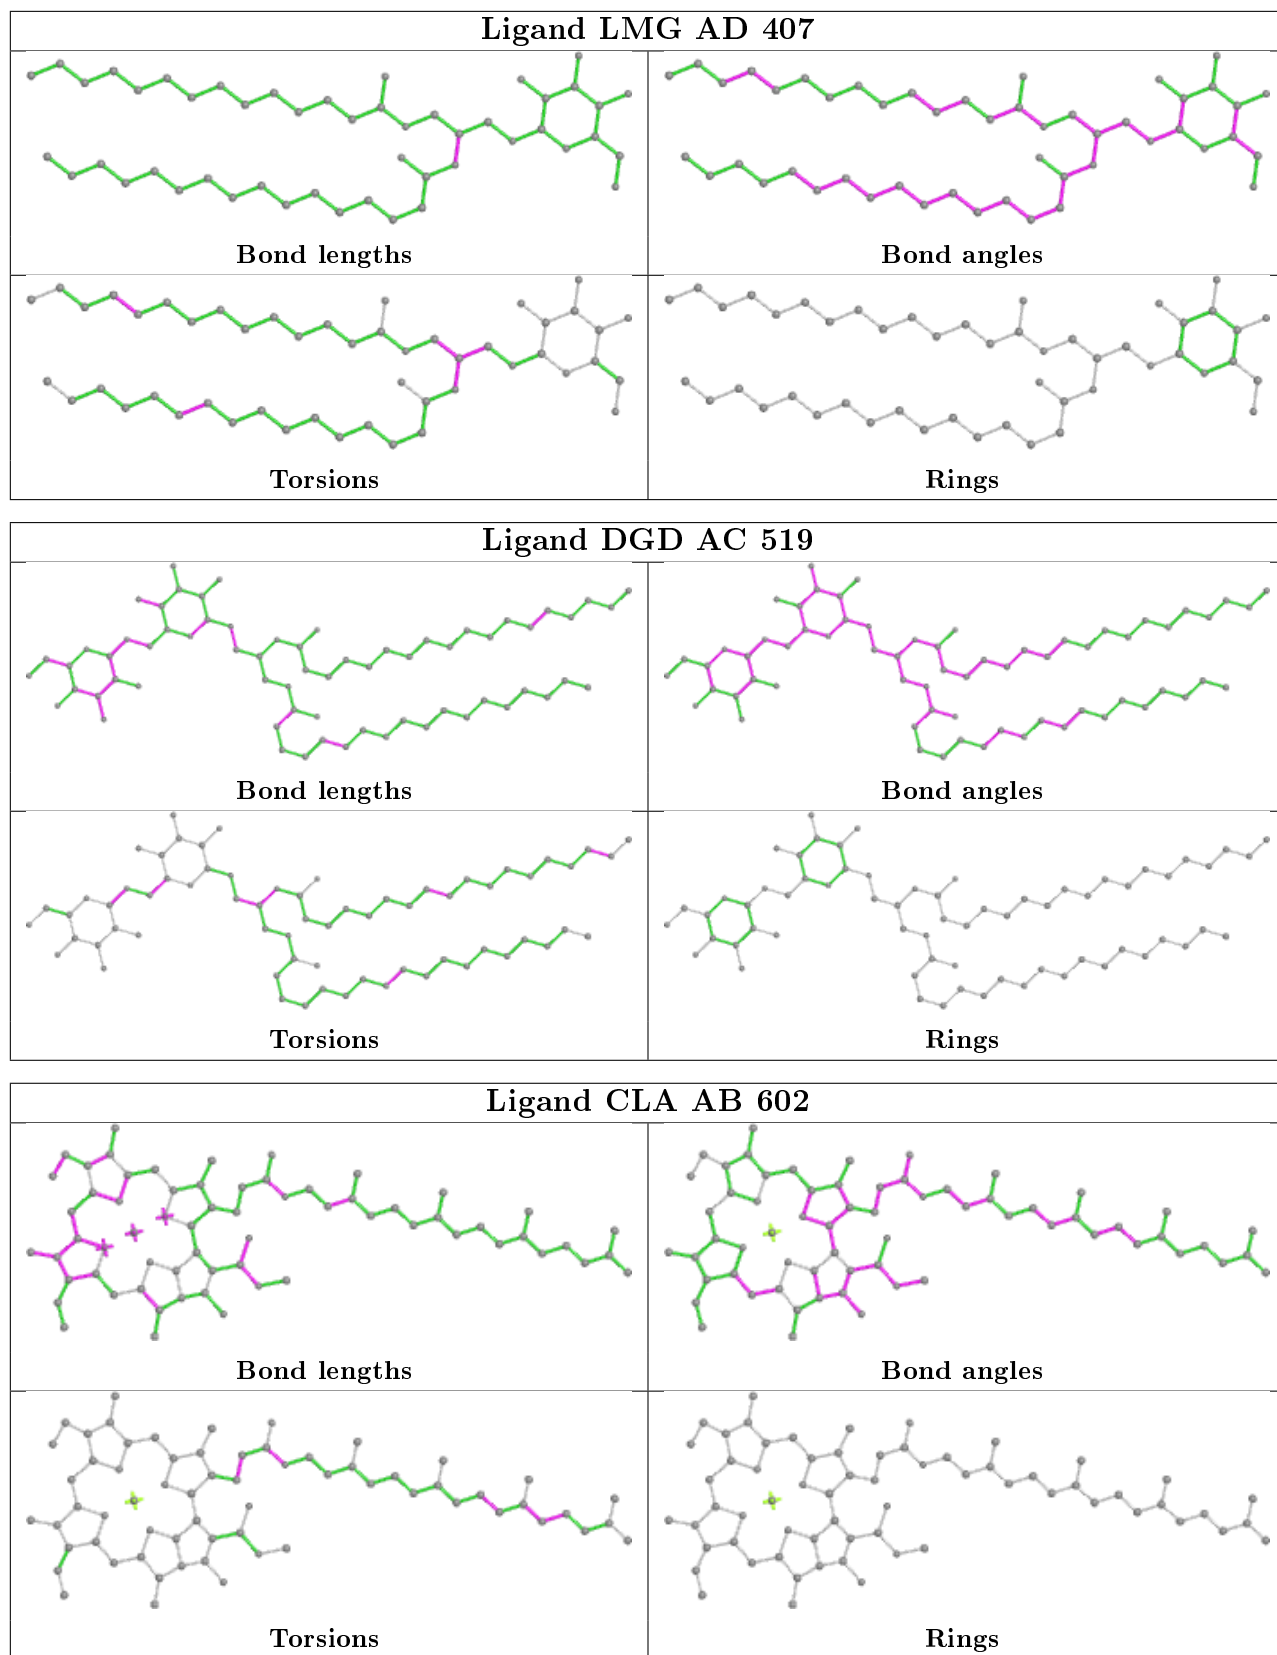 Ligand LMG AD 407
Bond lengths
Bond angles
Torsions
Rings
Ligand DGD AC 519
Bond lengths
Bond angles
Torsions
Rings
Ligand CLA AB 602
Bond lengths
Bond angles
Torsions
Rings